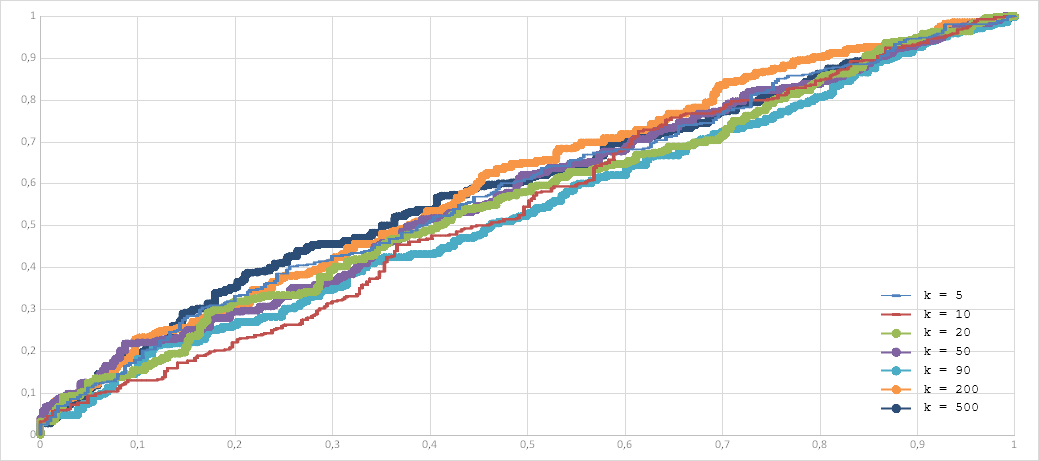 1
0,9
0,8
0,7
0,6
0,5
0,4
0,3
0,2
0,1
0
0 0,1 0,2 0,3 0,4 0,5 0,6 0,7 0,8 0,9 1
k = 5
k = 10
k = 20
k = 50
k = 90
k = 200
k = 500